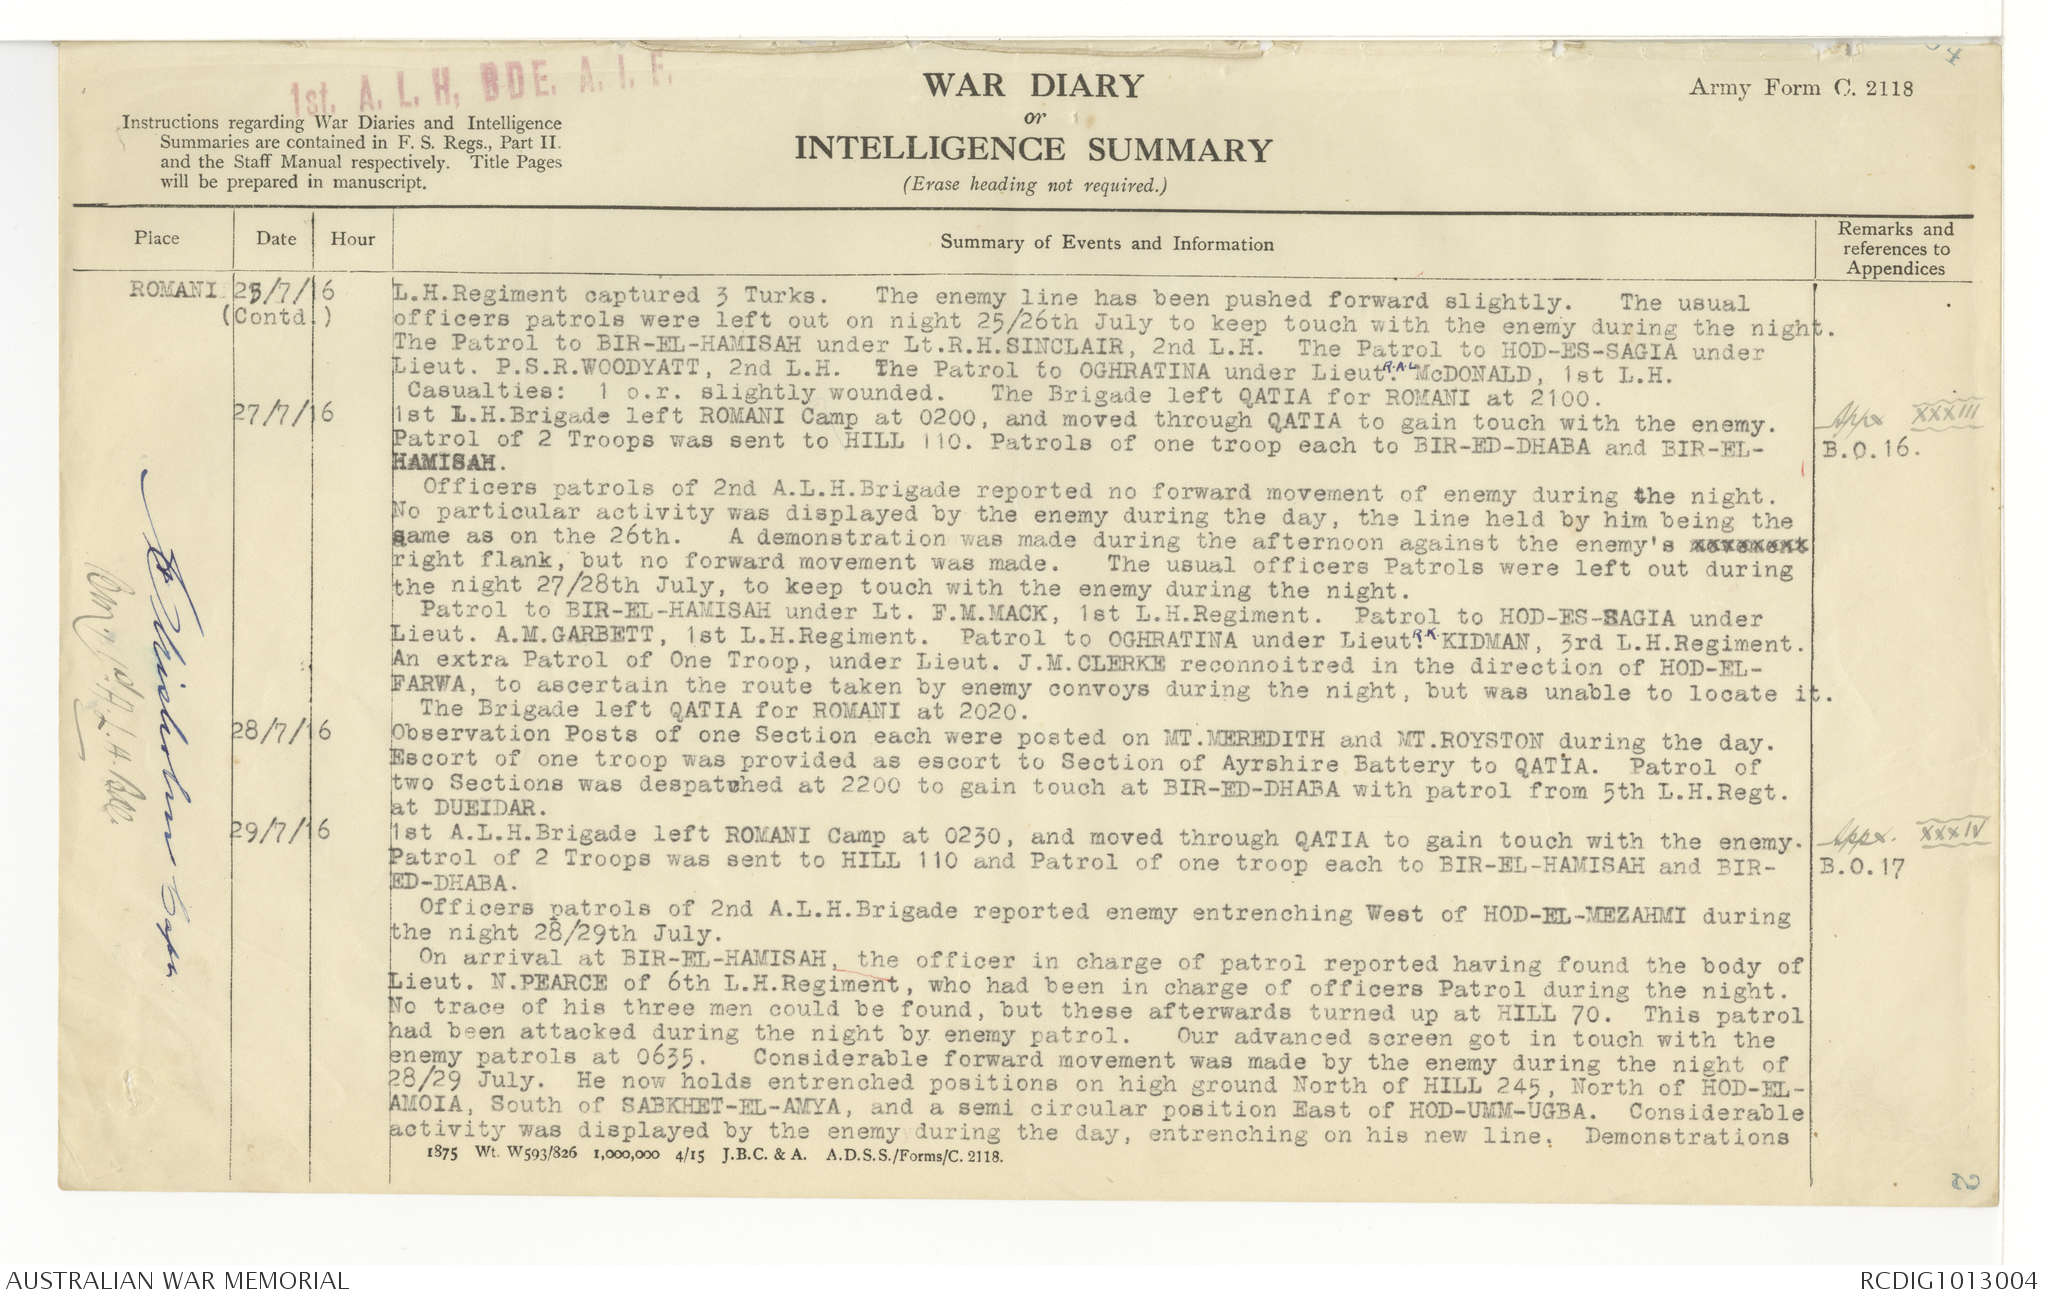 1st. A. L. H. BDE. A. I. F.
WAR DIARY
or
INTELLIGENCE SUMMARY
(Erase heading not required.)
Army Form C. 2118
Instructions regarding War Diaries and Intelligence
Summaries are contained in F. S. Regs., Part II.
and the Staff Manual respectively. Title Pages
will be prepared in manuscript.
Place
Date
Hour
Summary of Events and Information
Remarks and
references to
Appendices
ROMANI 25/7/16 L.H.Regiment captured 3 Turks. The enemy line has been pushed forward slightly. The usual
(Contd.) officers patrols were left out on night 25/26th July to keep touch with the enemy during the night.
The Patrol to BIR-EL-HAMISAH under Lt.R.H.SINCLAIR, 2nd L.H. The Patrol to HOD-ES-SAGIA under
Lieut. P.S.R.WOODYATT, 2nd L.H. The Patrol to OGHRATINA under Lieut. R.A.L McDONALD, 1st L.H.
Casualties: 1 o.r. slightly wounded. The Brigade left QATIA for ROMANI at 2100.
27/7/16 1st L.H.Brigade left ROMANI Camp at 0200, and moved through QATIA to gain touch with the enemy. Appx XXXIII
Patrol of 2 Troops was sent to HILL 110. Patrols of one troop each to BIR-ED-DHABA and BIR-EL- B.O.16.
HAMISAH.
Officers patrols of 2nd A.L.H.Brigade reported no forward movement of enemy during the night.
No particular activity was displayed by the enemy during the day, the line held by him being the
same as on the 26th. A demonstration was made during the afternoon against the enemy's
right flank, but no forward movement was made. The usual officers Patrols were left out during
the night 27/28th July, to keep touch with the enemy during the night.
Patrol to BIR-EL-HAMISAH under Lt. F.M.MACK, 1st L.H.Regiment. Patrol to HOD-ES-SAGIA under
Lieut. A.M.GARBETT, 1st L.H.Regiment. Patrol to OGHRATINA under Lieut. R.K. KIDMAN, 3rd L.H.Regiment.
An extra Patrol of One Troop, under Lieut. J.M.CLERKE reconnoitred in the direction of HOD-EL-
FARWA, to ascertain the route taken by enemy convoys during the night, but was unable to locate it.
The Brigade left QATIA for ROMANI at 2020.
28/7/16 Observation Posts of one Section each were posted on MT.MEREDITH and MT.ROYSTON during the day.
Escort of one troop was provided as escort to Section of Ayrshire Battery to QATIA. Patrol of
two Sections was despatched at 2200 to gain touch at BIR-ED-DHABA with patrol from 5th L.H.Regt.
at DUEIDAR.
29/7/16 1st A.L.H.Brigade left ROMANI Camp at 0230, and moved through QATIA to gain touch with the enemy. Appx. XXXIV
Patrol of 2 Troops was sent to HILL 110 and Patrol of one troop each to BIR-EL-HAMISAH and BIR- B.O.17
ED-DHABA.
Officers patrols of 2nd A.L.H.Brigade reported enemy entrenching West of HOD-EL-MEZAHMI during
the night 28/29th July.
On arrival at BIR-EL-HAMISAH, the officer in charge of patrol reported having found the body of
Lieut. N.PEARCE of 6th L.H.Regiment, who had been in charge of officers Patrol during the night.
No trace of his three men could be found, but these afterwards turned up at HILL 70. This patrol
had been attacked during the night by enemy patrol. Our advanced screen got in touch with the
enemy patrols at 0635. Considerable forward movement was made by the enemy during the night of
28/29 July. He now holds entrenched positions on high ground North of HILL 245, North of HOD-EL-
AMOIA, South of SABKHET-EL-AMYA, and a semi circular position East of HOD-UMM-UGBA. Considerable
activity was displayed by the enemy during the day, entrenching on his new line. Demonstrations
1875 Wt. W593/826 1,000,000 4/15 J.B.C. & A. A.D.S.S./Forms/C. 2118.
AUSTRALIAN WAR MEMORIAL
RCDIG1013004